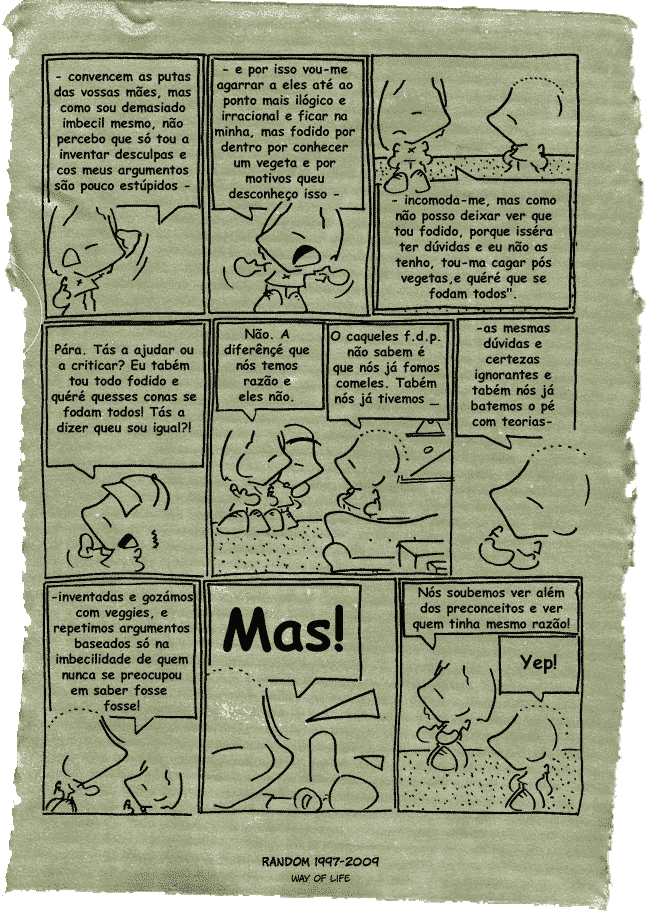 - convencem as putas
das vossas mães, mas
como sou demasiado
imbecil mesmo, não
percebo que só tou a
inventar desculpas e
cos meus argumentos
são pouco estúpidos -
- e por isso vou-me
agarrar a eles até ao
ponto mais ilógico e
irracional e ficar na
minha, mas fodido por
dentro por conhecer
um vegeta e por
motivos queu
desconheço isso -
- incomoda-me, mas como
não posso deixar ver que
tou fodido, porque isséra
ter dúvidas e eu não as
tenho, tou-ma cagar pós
vegetas,e quéré que se
fodam todos".
Pára. Tás a ajudar ou
a criticar? Eu tabém
tou todo fodido e
quéré quesses conas se
fodam todos! Tás a
dizer queu sou igual?!
Não. A
diferênçé que
nós temos
razão e
eles não.
O caqueles f.d.p.
não sabem é
que nós já fomos
comeles. Tabém
nós já tivemos _
-as mesmas
dúvidas e
certezas
ignorantes e
tabém nós já
batemos o pé
com teorias-
-inventadas e gozámos
com veggies, e
repetimos argumentos
baseados só na
imbecilidade de quem
nunca se preocupou
em saber fosse
o que fosse!
Mas!
Nós soubemos ver além
dos preconceitos e ver
quem tinha mesmo razão!
Yep!
RANDOM 1997-2009
WAY OF LIFE